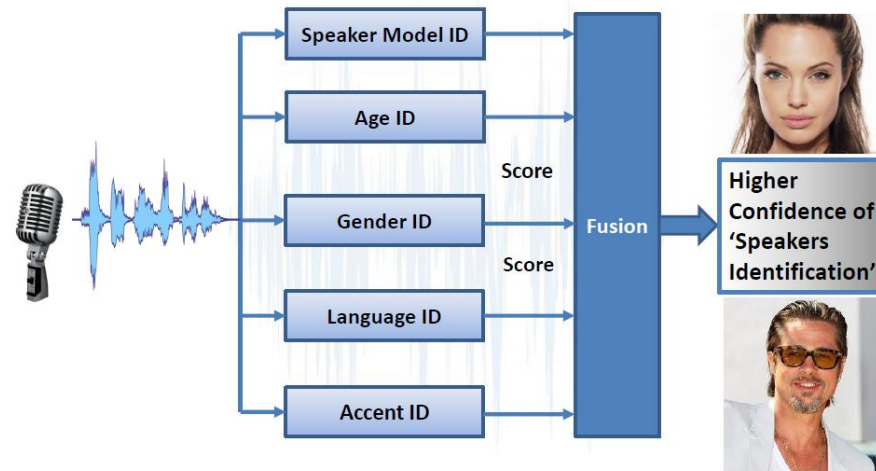 Speaker Model ID
Age ID
Score
Gender ID
Fusion
Score
Language ID
Accent ID
Higher
Confidence of
‘Speakers
Identification’